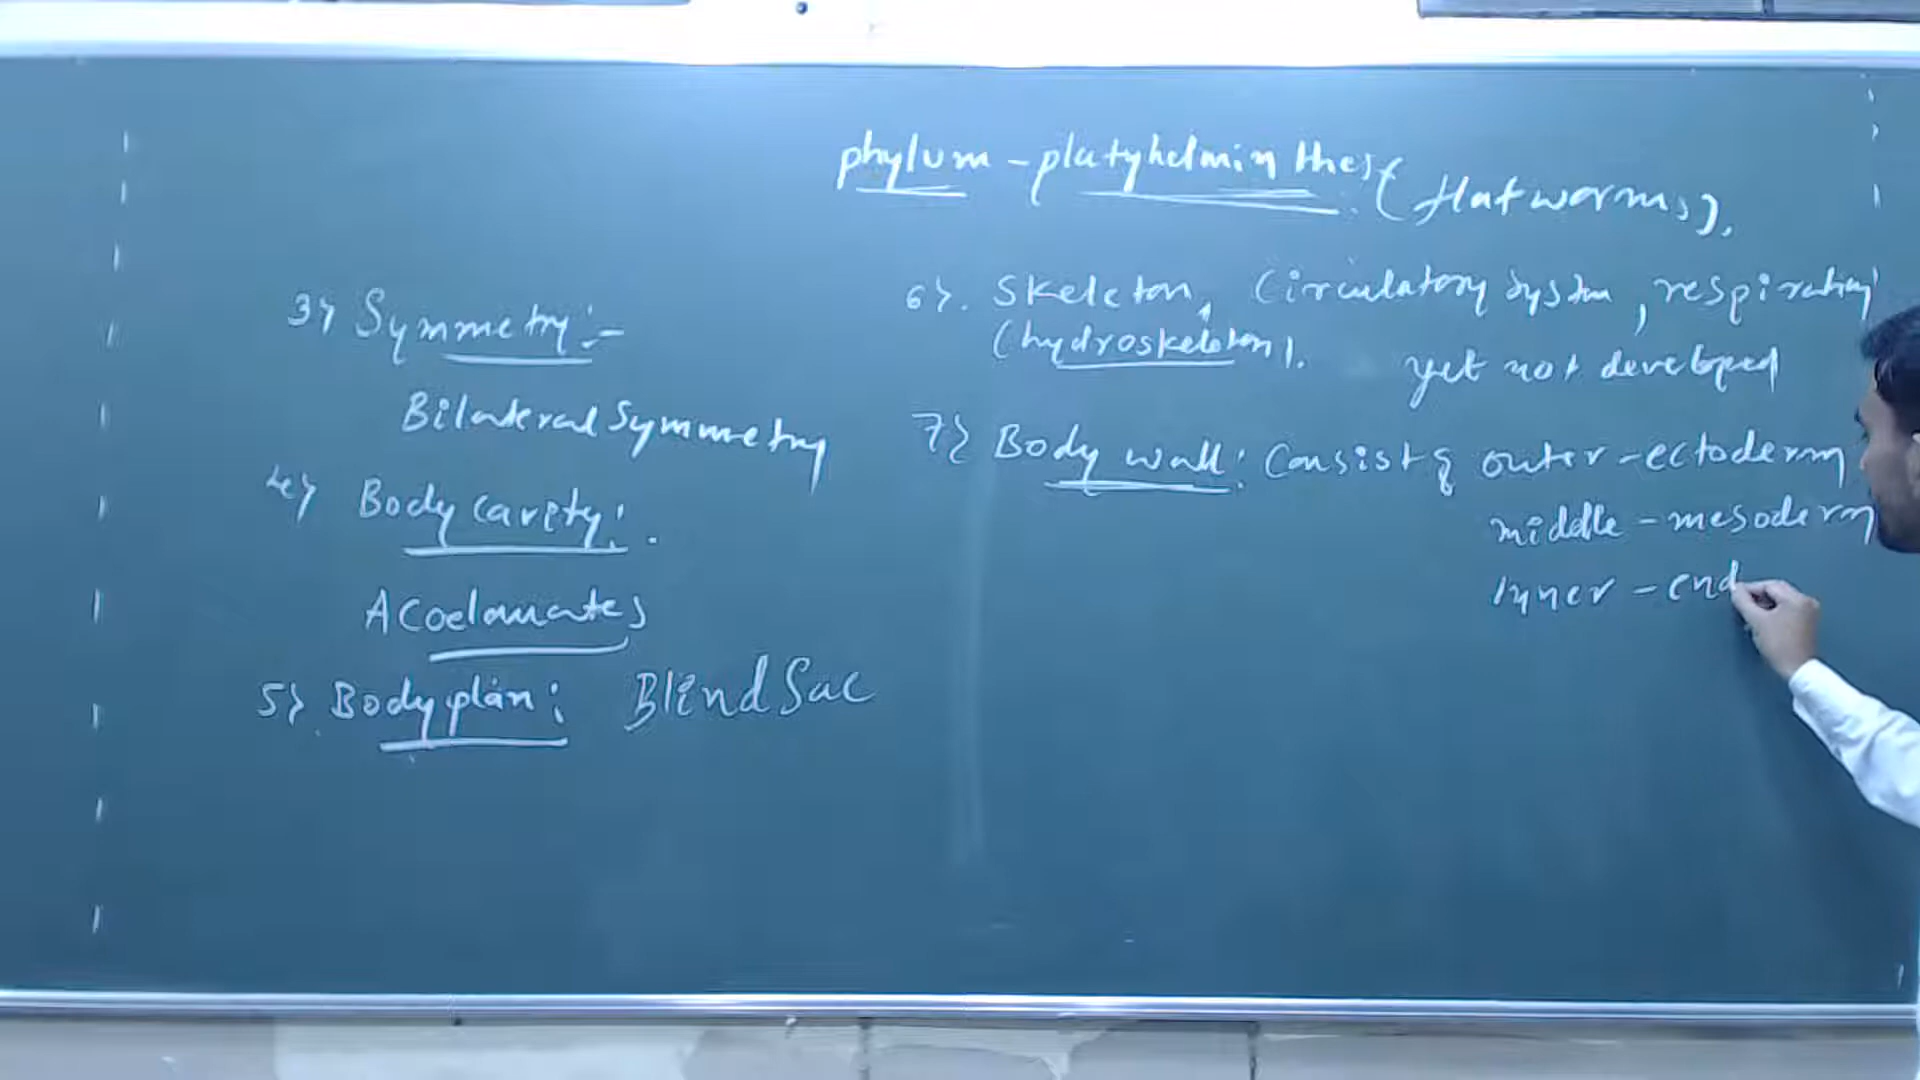 phylum - platyhelminthes (flatworms).
3} Symmetry:-
Bilateral Symmetry
4} Body cavity:.
Acoelomates
5}. Body plan: Blind Sac
6}. Skeleton, Circulatory system, respiratory
(hydroskeleton). yet not developed
7} Body wall: Consist of outer - ectoderm
middle - mesoderm
inner - end